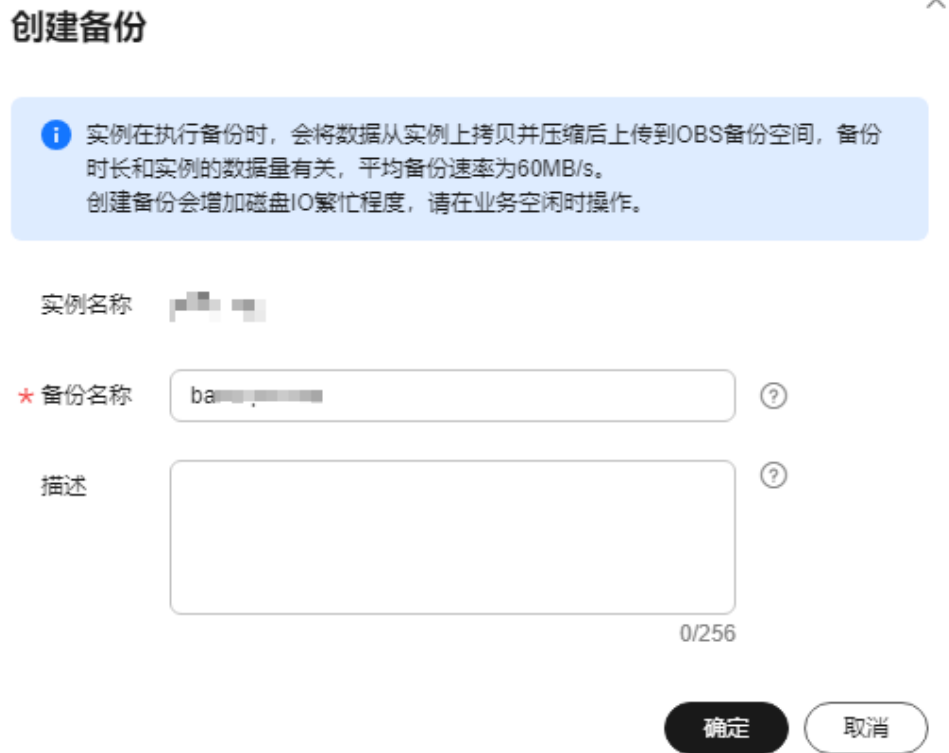 创建备份
实例在执行备份时，会将数据从实例上拷贝并压缩后上传到OBS备份空间，备份
时长和实例的数据量有关，平均备份速率为60MB/s。
创建备份会增加磁盘IO繁忙程度，请在业务空闲时操作。
实例名称
* 备份名称
描述
0/256
确定 取消